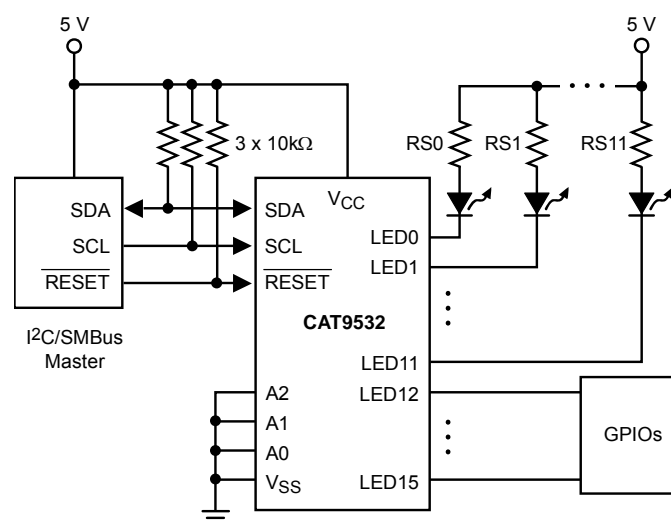 5 V
5 V
3 x 10kΩ
RS0
RS1
RS11
VCC
SDA
SCL
RESET
SDA
SCL
RESET
LED0
LED1
CAT9532
I2C/SMBus
Master
LED11
A2
A1
A0
VSS
LED12
LED15
GPIOs